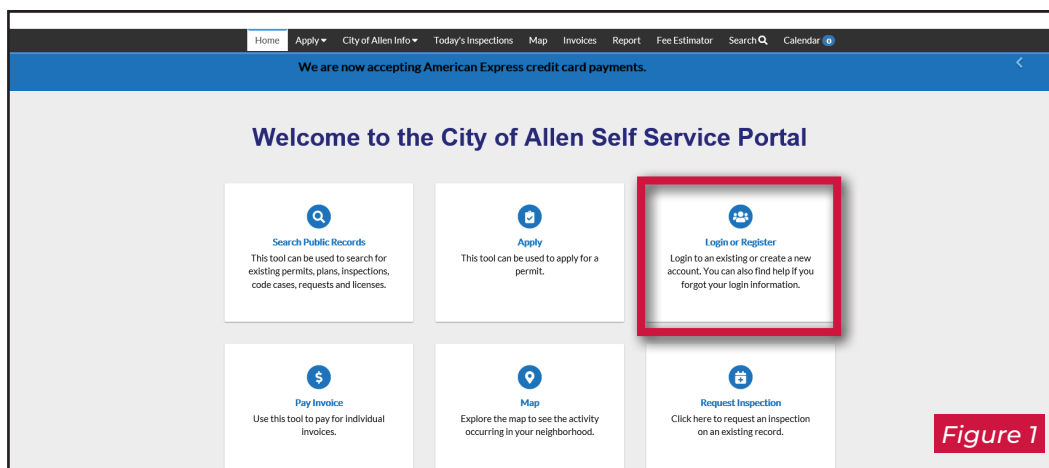 Home Apply City of Allen Info Today's Inspections Map Invoices Report Fee Estimator Search Calendar 0
We are now accepting American Express credit card payments.
Welcome to the City of Allen Self Service Portal
Search Public Records
This tool can be used to search for
existing permits, plans, inspections,
code cases, requests and licenses.
Apply
This tool can be used to apply for a
permit.
Login or Register
Login to an existing or create a new
account. You can also find help if you
forgot your login information.
Pay Invoice
Use this tool to pay for individual
invoices.
Map
Explore the map to see the activity
occurring in your neighborhood.
Request Inspection
Click here to request an inspection
on an existing record.
Figure 1